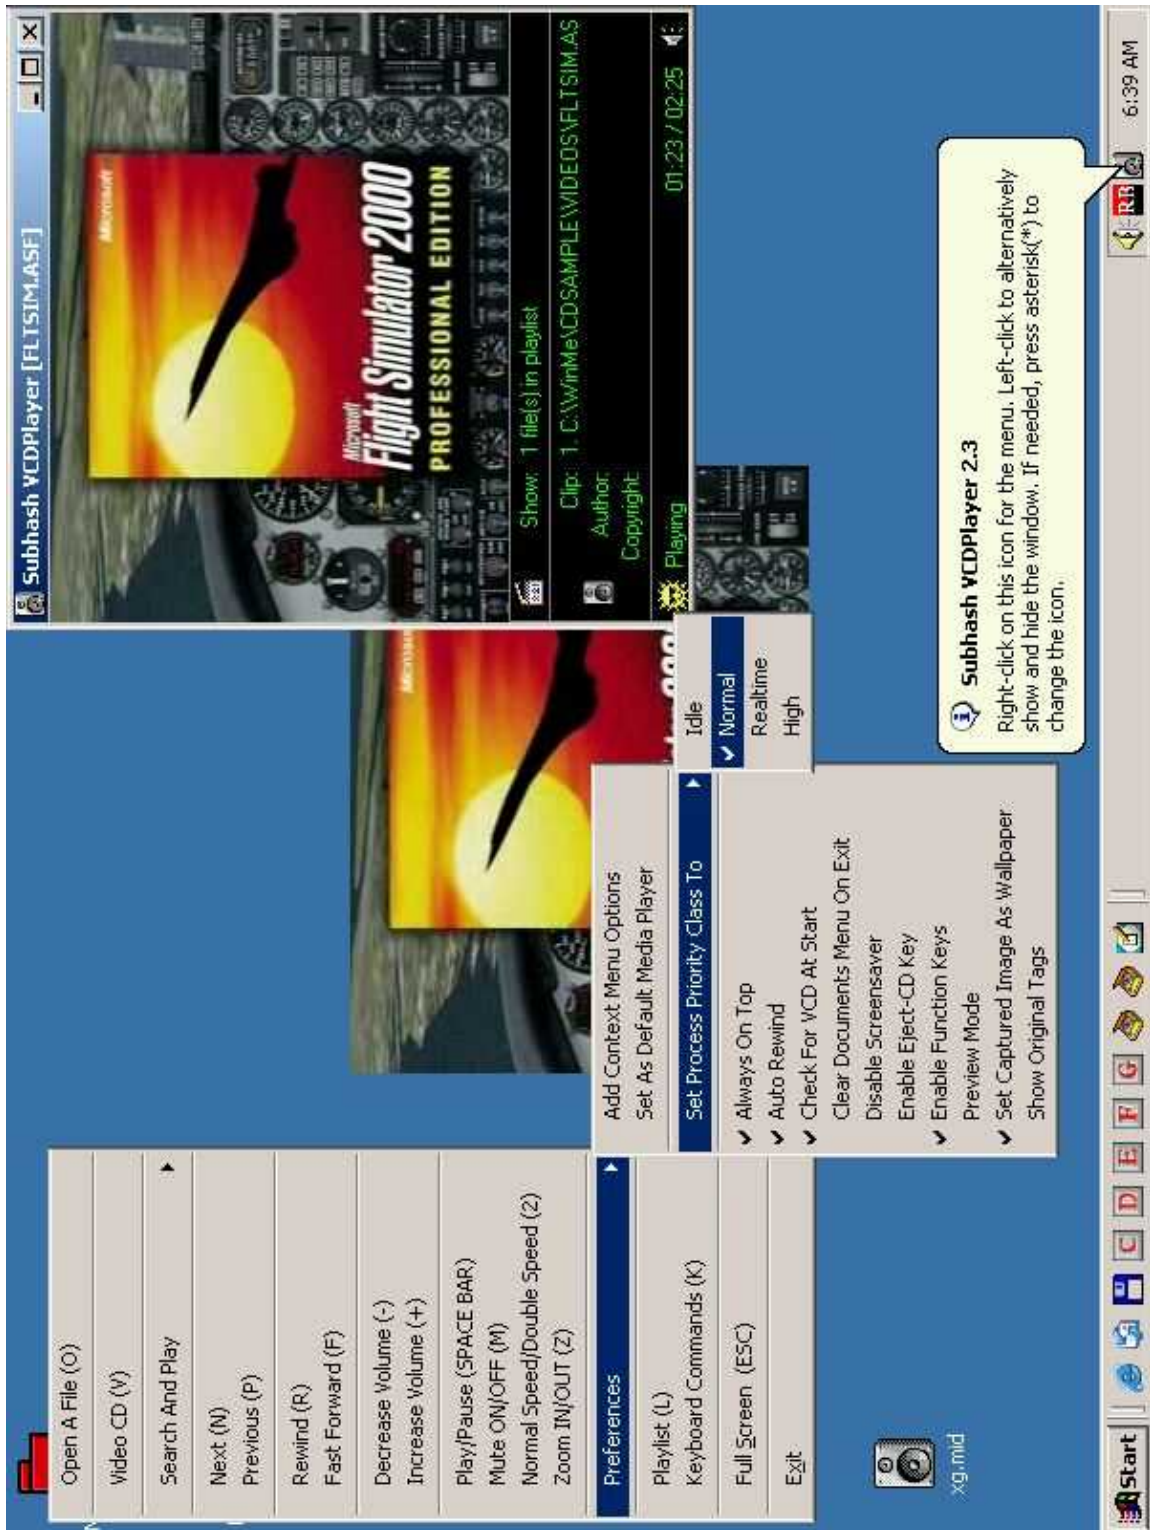 Subhash VCDPlayer [FLTSIM.ASF]
Microsoft
Microsoft
Flight Simulator 2000
PROFESSIONAL EDITION
Show: 1 file(s) in playlist
Clip: 1. C:\WinMe\CDSAMPLE\VIDEOS\FLTSIM.AS
Author:
Copyright:
Playing 01:23 / 02:25
Open A File (O)
Video CD (V)
Search And Play
Next (N)
Previous (P)
Rewind (R)
Fast Forward (F)
Decrease Volume (-)
Increase Volume (+)
Play/Pause (SPACE BAR)
Mute ON/OFF (M)
Normal Speed/Double Speed (2)
Zoom IN/OUT (Z)
Preferences
Playlist (L)
Keyboard Commands (K)
Full Screen (ESC)
Exit
Add Context Menu Options
Set As Default Media Player
Set Process Priority Class To
Always On Top
Auto Rewind
Check For VCD At Start
Clear Documents Menu On Exit
Disable Screensaver
Enable Eject-CD Key
Enable Function Keys
Preview Mode
Set Captured Image As Wallpaper
Show Original Tags
Idle
Normal
Realtime
High
Subhash VCDPlayer 2.3
Right-click on this icon for the menu. Left-click to alternatively
show and hide the window. If needed, press asterisk(*) to
change the icon.
xg.mid
Start C D E F G RB 6:39 AM